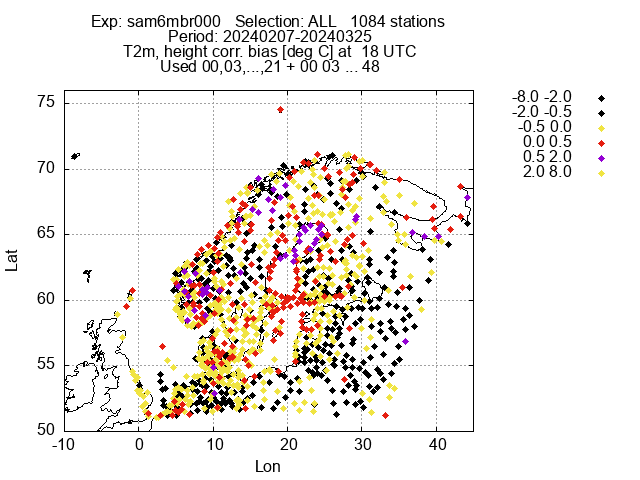 Exp: sam6mbr000 Selection: ALL 1084 stations
Period: 20240207-20240325
T2m, height corr. bias [deg C] at 18 UTC
Used 00,03,...,21 + 00 03 ... 48
-8.0 -2.0
-2.0 -0.5
-0.5 0.0
0.0 0.5
0.5 2.0
2.0 8.0
75
70
65
60
55
50
Lat
-10 0 10 20 30 40
Lon